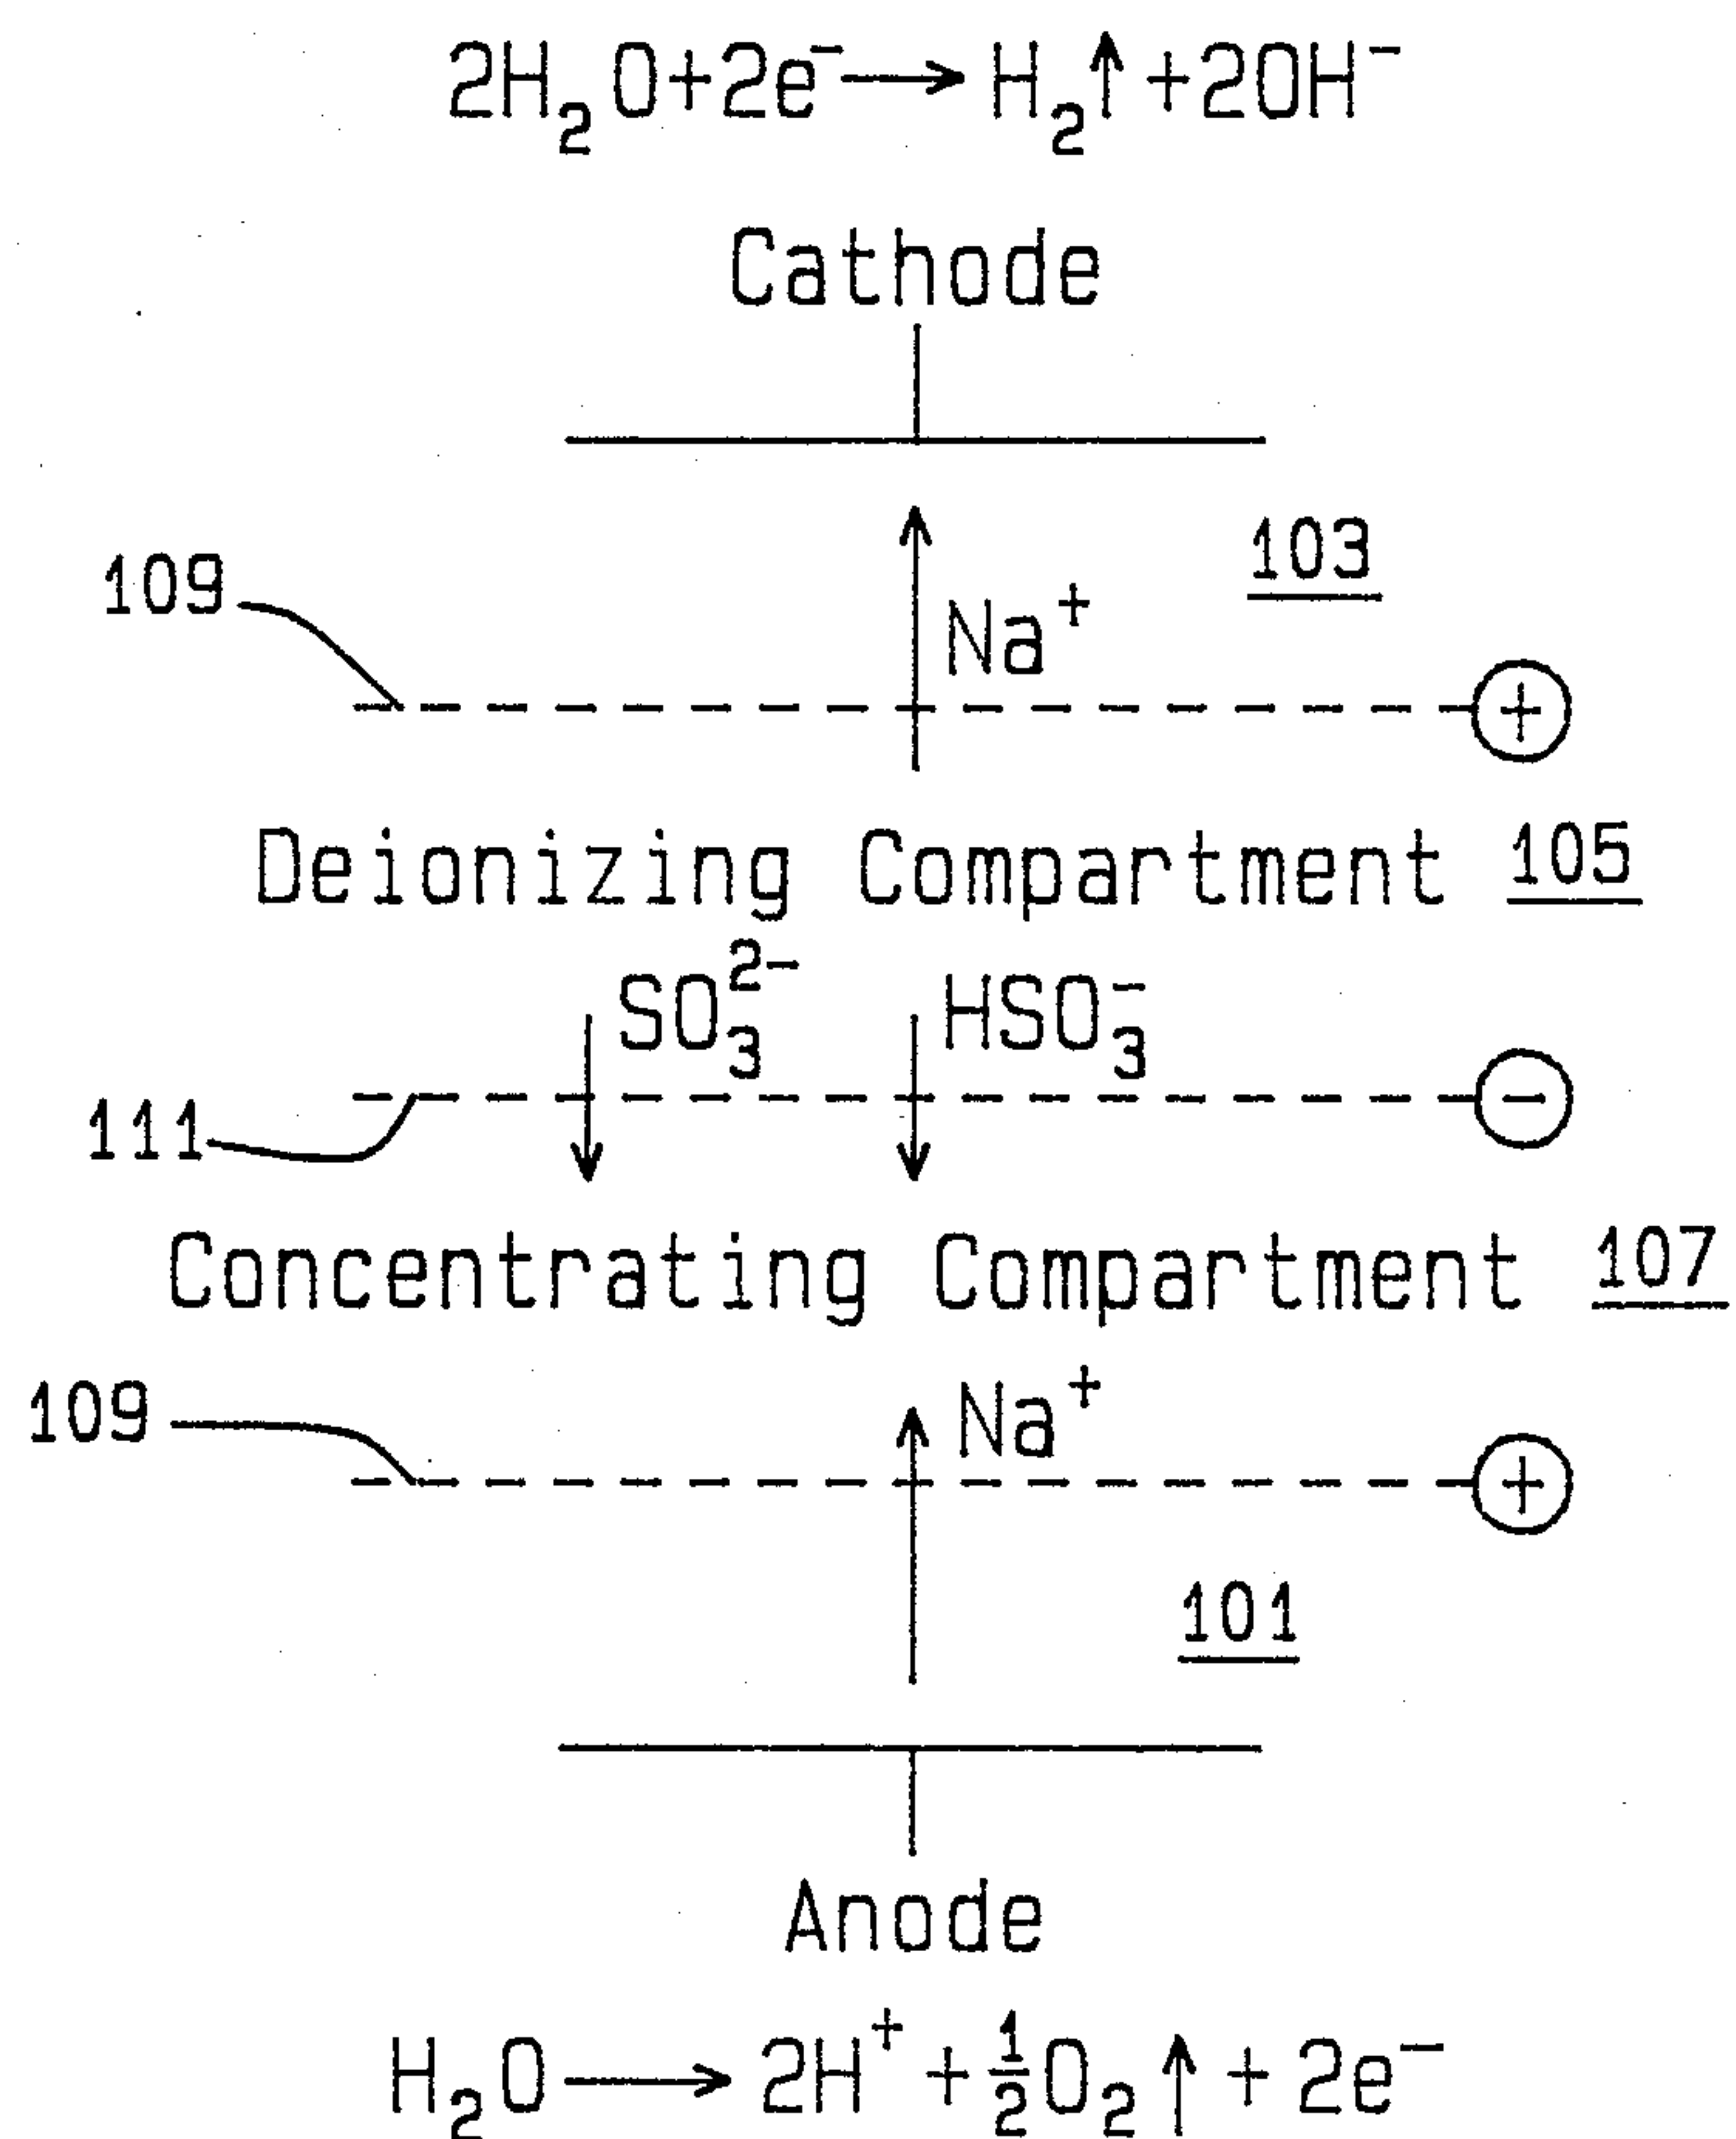 2H₂O+2e⁻→H₂↑+2OH⁻
Cathode
103
109
Na⁺
+
Deionizing Compartment 105
SO₃²⁻ HSO₃⁻
−
111
Concentrating Compartment 107
109
Na⁺
+
101
Anode
H₂O→2H⁺+½O₂↑+2e⁻